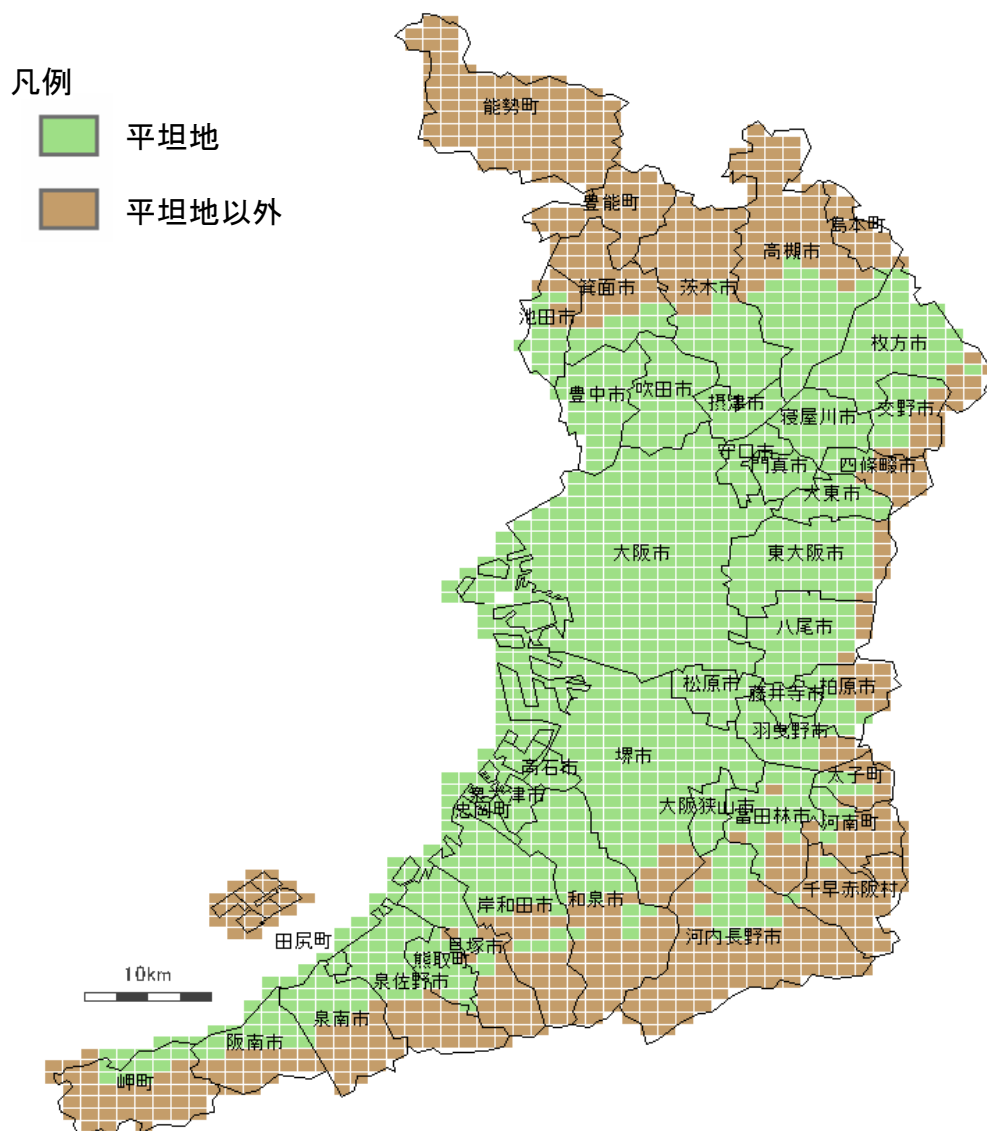 凡例
平坦地
平坦地以外
能勢町
豊能町
島本町
高槻市
箕面市
茨木市
池田市
枚方市
豊中市
吹田市
摂津市
寝屋川市
交野市
守口市
門真市
四條畷市
大東市
大阪市
東大阪市
八尾市
松原市
藤井寺市
柏原市
羽曳野市
堺市
高石市
太子町
泉大津市
忠岡町
大阪狭山市
富田林市
河南町
千早赤阪村
岸和田市
和泉市
河内長野市
田尻町
貝塚市
熊取町
泉佐野市
10km
泉南市
阪南市
岬町